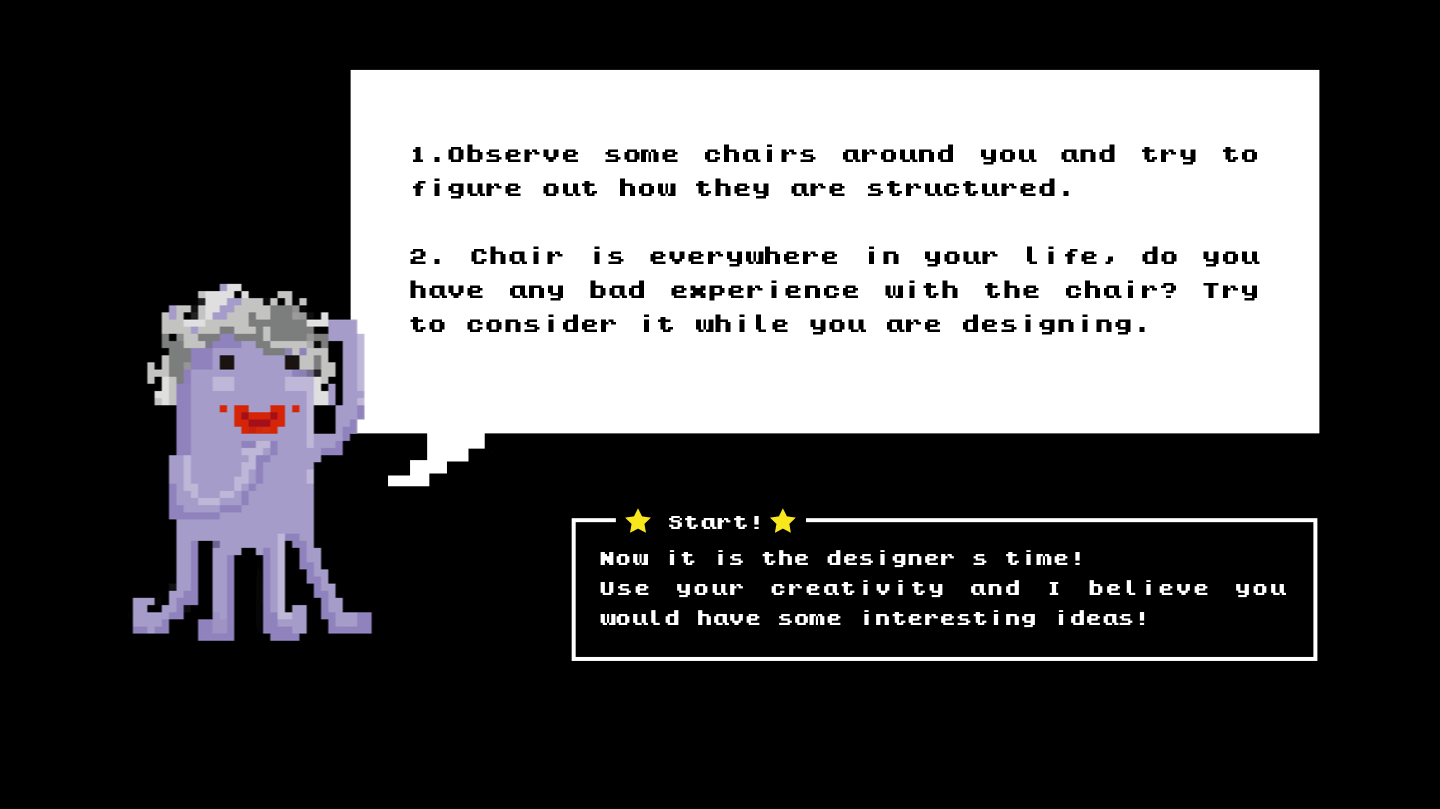 1.Observe some chairs around you and try to
figure out how they are structured.
2. Chair is everywhere in your life, do you
have any bad experience with the chair? Try
to consider it while you are designing.
Start!
Now it is the designer s time!
Use your creativity and I believe you
would have some interesting ideas!